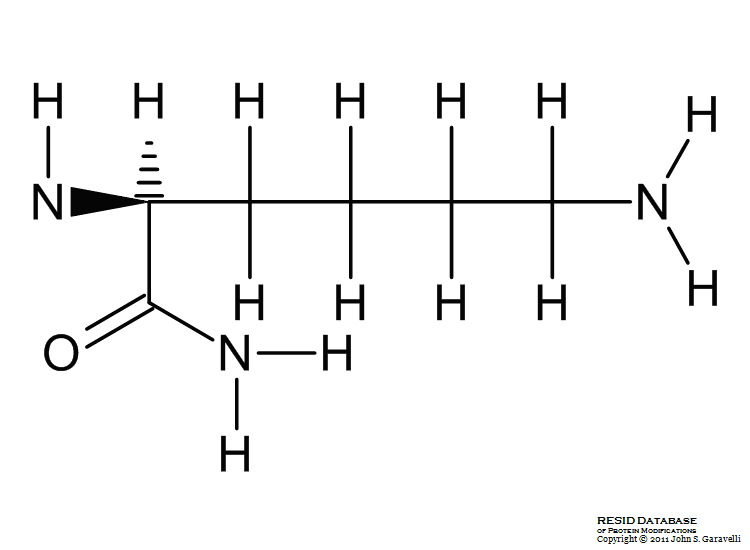 H H H H H H H
N N
H H H H H
O N H
H
RESID DATABASE
OF PROTEIN MODIFICATIONS
Copyright © 2011 John S. Garavelli